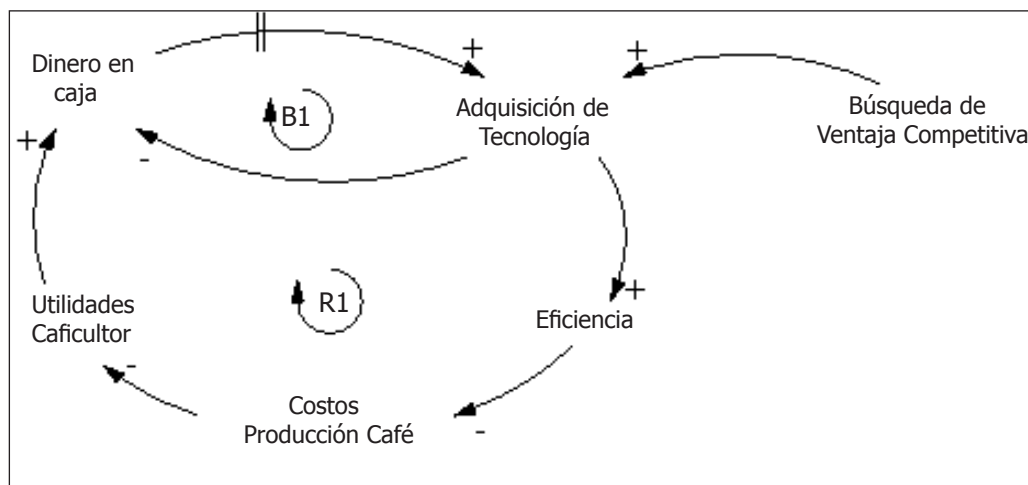 Dinero en
caja
+
+
B1
Adquisición de
Tecnología
Búsqueda de
Ventaja Competitiva
+
-
R1
+
Utilidades
Caficultor
Eficiencia
-
Costos
Producción Café
-